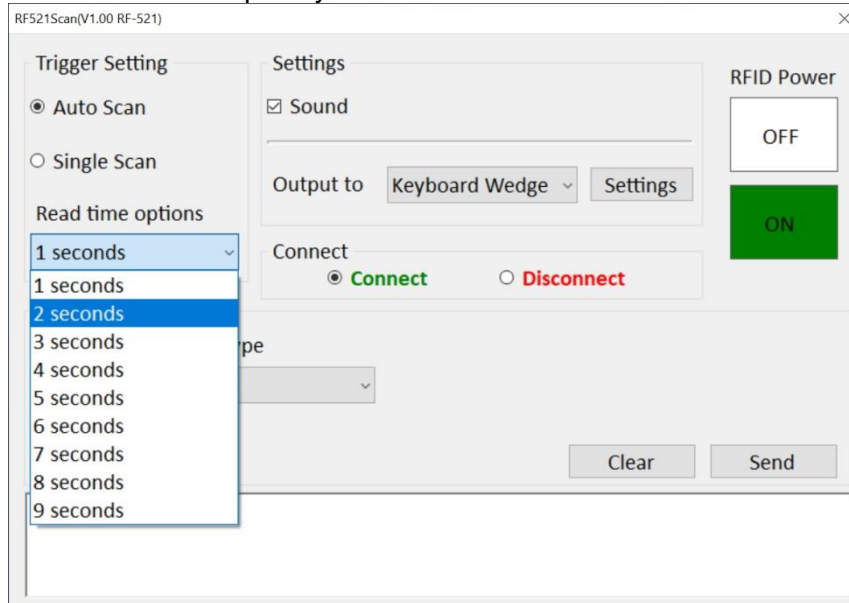 RF521Scan(V1.00 RF-521)
Trigger Setting
Auto Scan
Single Scan
Read time options
1 seconds
1 seconds
2 seconds
3 seconds
4 seconds
5 seconds
6 seconds
7 seconds
8 seconds
9 seconds
Settings
Sound
Output to Keyboard Wedge Settings
Connect
Connect Disconnect
RFID Power
OFF
ON
pe
Clear Send